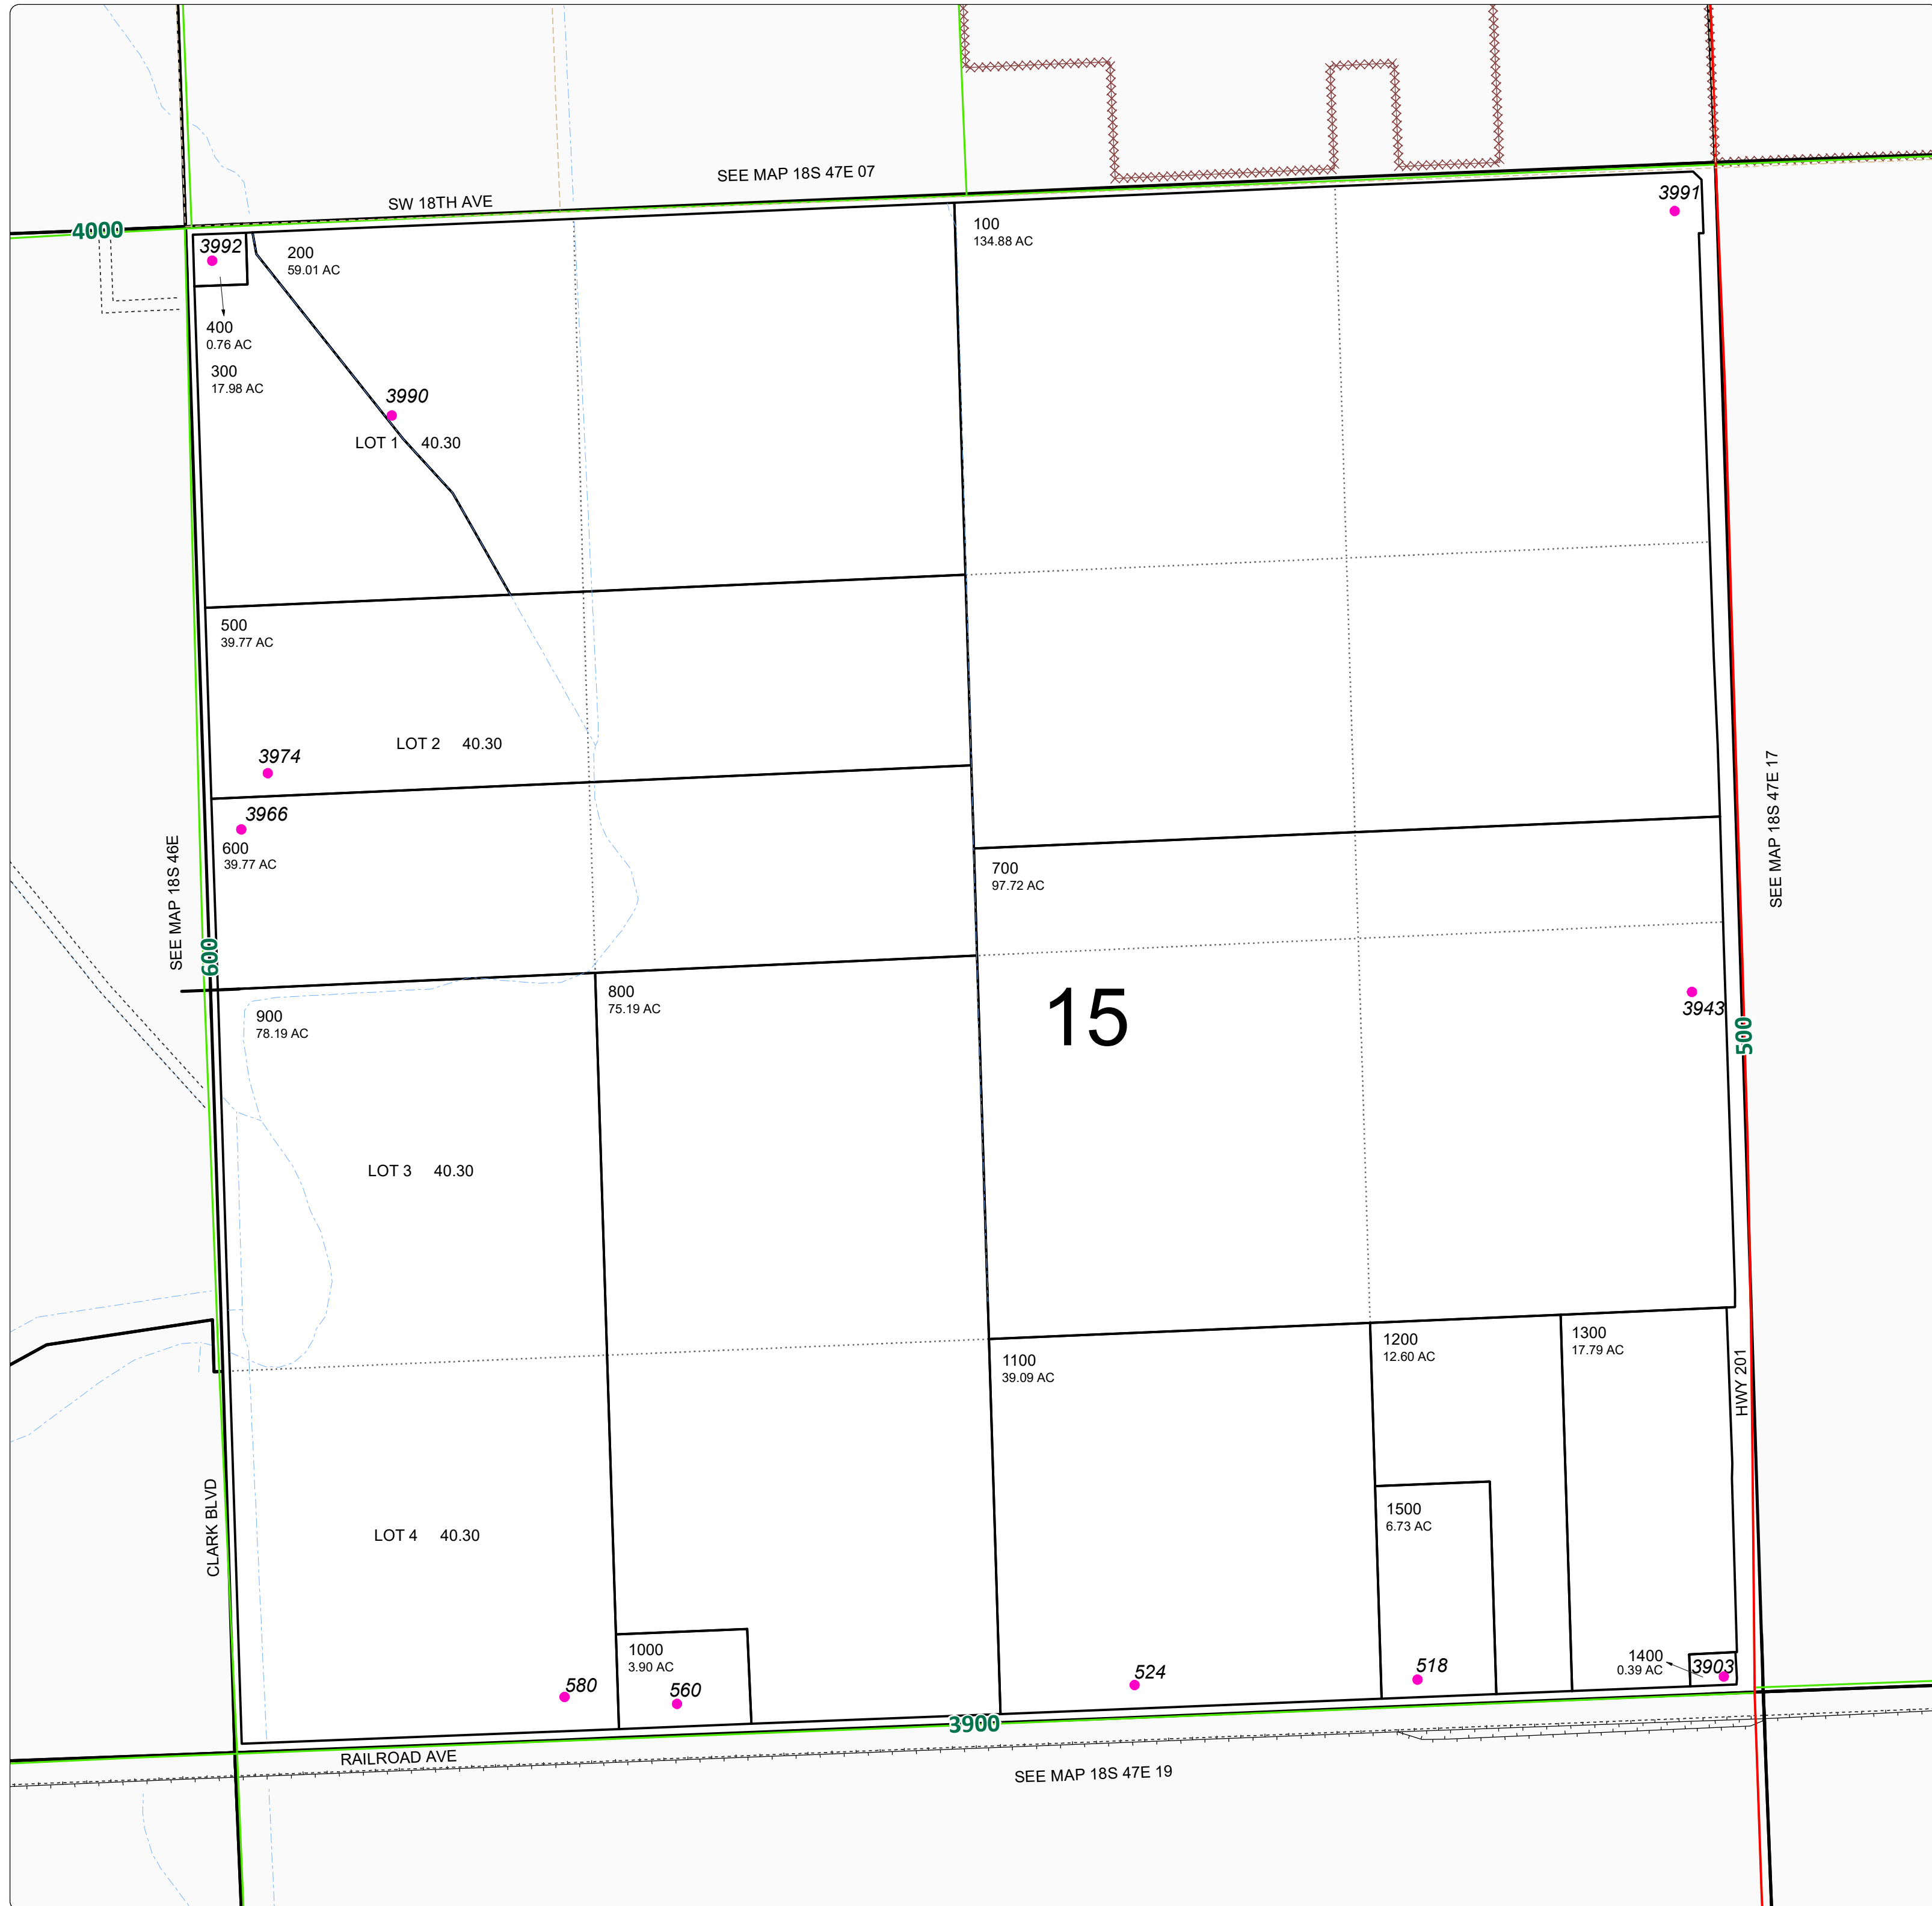 SEE MAP 18S 47E 07
SW 18TH AVE
3991
4000
100
134.88 AC
3992
200
59.01 AC
400
0.76 AC
300
17.98 AC
3990
LOT 1 40.30
500
39.77 AC
LOT 2 40.30
3974
3966
600
39.77 AC
SEE MAP 18S 46E
600
SEE MAP 18S 47E 17
700
97.72 AC
800
75.19 AC
900
78.19 AC
15
3943
500
LOT 3 40.30
1100
39.09 AC
1200
12.60 AC
1300
17.79 AC
HWY 201
CLARK BLVD
LOT 4 40.30
1500
6.73 AC
1000
3.90 AC
580
560
524
518
1400
0.39 AC
3903
3900
RAILROAD AVE
SEE MAP 18S 47E 19